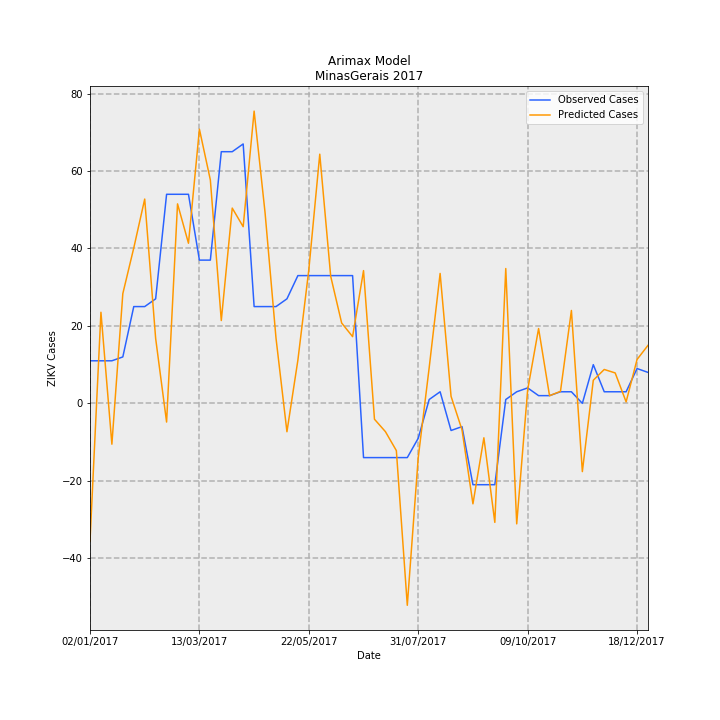 Arimax Model
MinasGerais 2017
Observed Cases
Predicted Cases
80
60
40
20
0
−20
−40
ZIKV Cases
02/01/2017 13/03/2017 22/05/2017 31/07/2017 09/10/2017 18/12/2017
Date